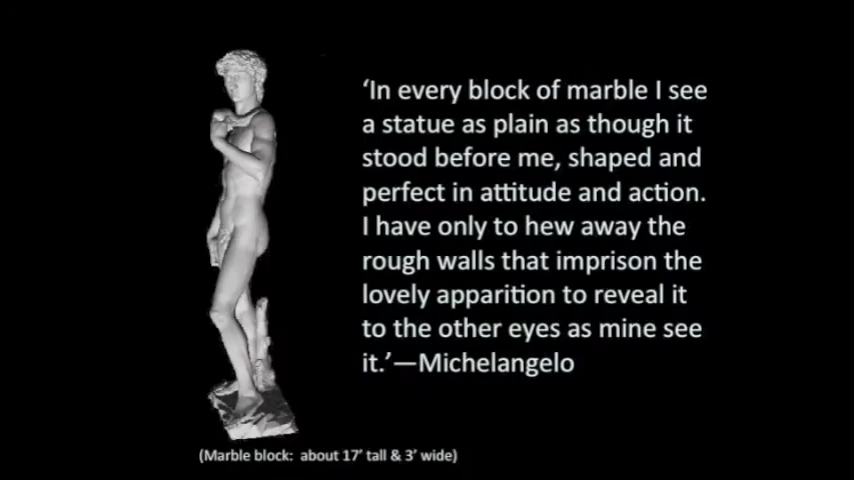 ‘In every block of marble I see
a statue as plain as though it
stood before me, shaped and
perfect in attitude and action.
I have only to hew away the
rough walls that imprison the
lovely apparition to reveal it
to the other eyes as mine see
it.’—Michelangelo
(Marble block:  about 17’ tall & 3’ wide)